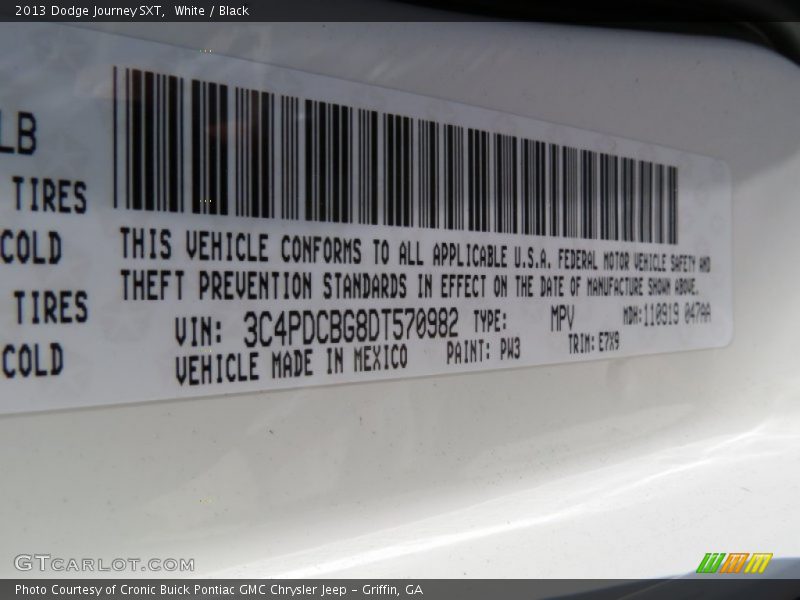 2013 Dodge Journey SXT, White / Black
LB
TIRES
COLD
TIRES
COLD
THIS VEHICLE CONFORMS TO ALL APPLICABLE U.S.A. FEDERAL MOTOR VEHICLE SAFETY AND
THEFT PREVENTION STANDARDS IN EFFECT ON THE DATE OF MANUFACTURE SHOWN ABOVE.
VIN: 3C4PDCBG8DT570982 TYPE: MPV MDH: 110919 047AA
VEHICLE MADE IN MEXICO PAINT: PW3 TRIM: E7X9
GTCARLOT.COM
Photo Courtesy of Cronic Buick Pontiac GMC Chrysler Jeep - Griffin, GA